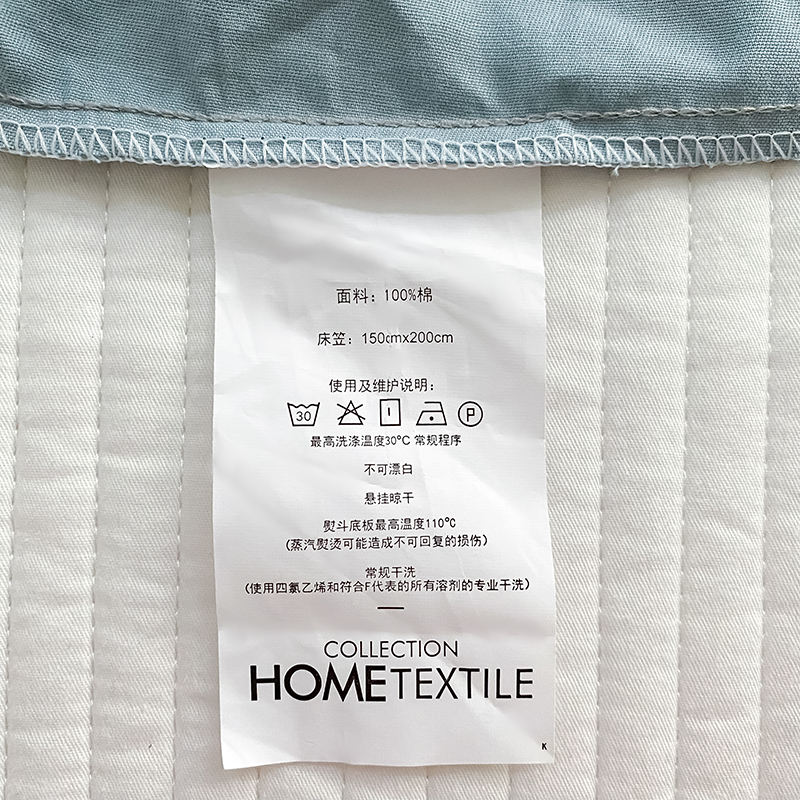 面料：100%棉
床笠：150cmx200cm
使用及维护说明：
30 P
最高洗涤温度30℃ 常规程序
不可漂白
悬挂晾干
熨斗底板最高温度110℃
(蒸汽熨烫可能造成不可回复的损伤)
常规干洗
(使用四氯乙烯和符合F代表的所有溶剂的专业干洗)
COLLECTION
HOMETEXTILE
K